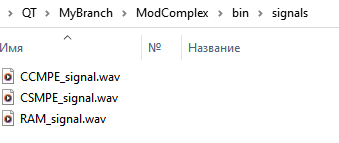 QT > MyBranch > ModComplex > bin > signals
Имя № Название
CCMPE_signal.wav
CSMPE_signal.wav
RAM_signal.wav